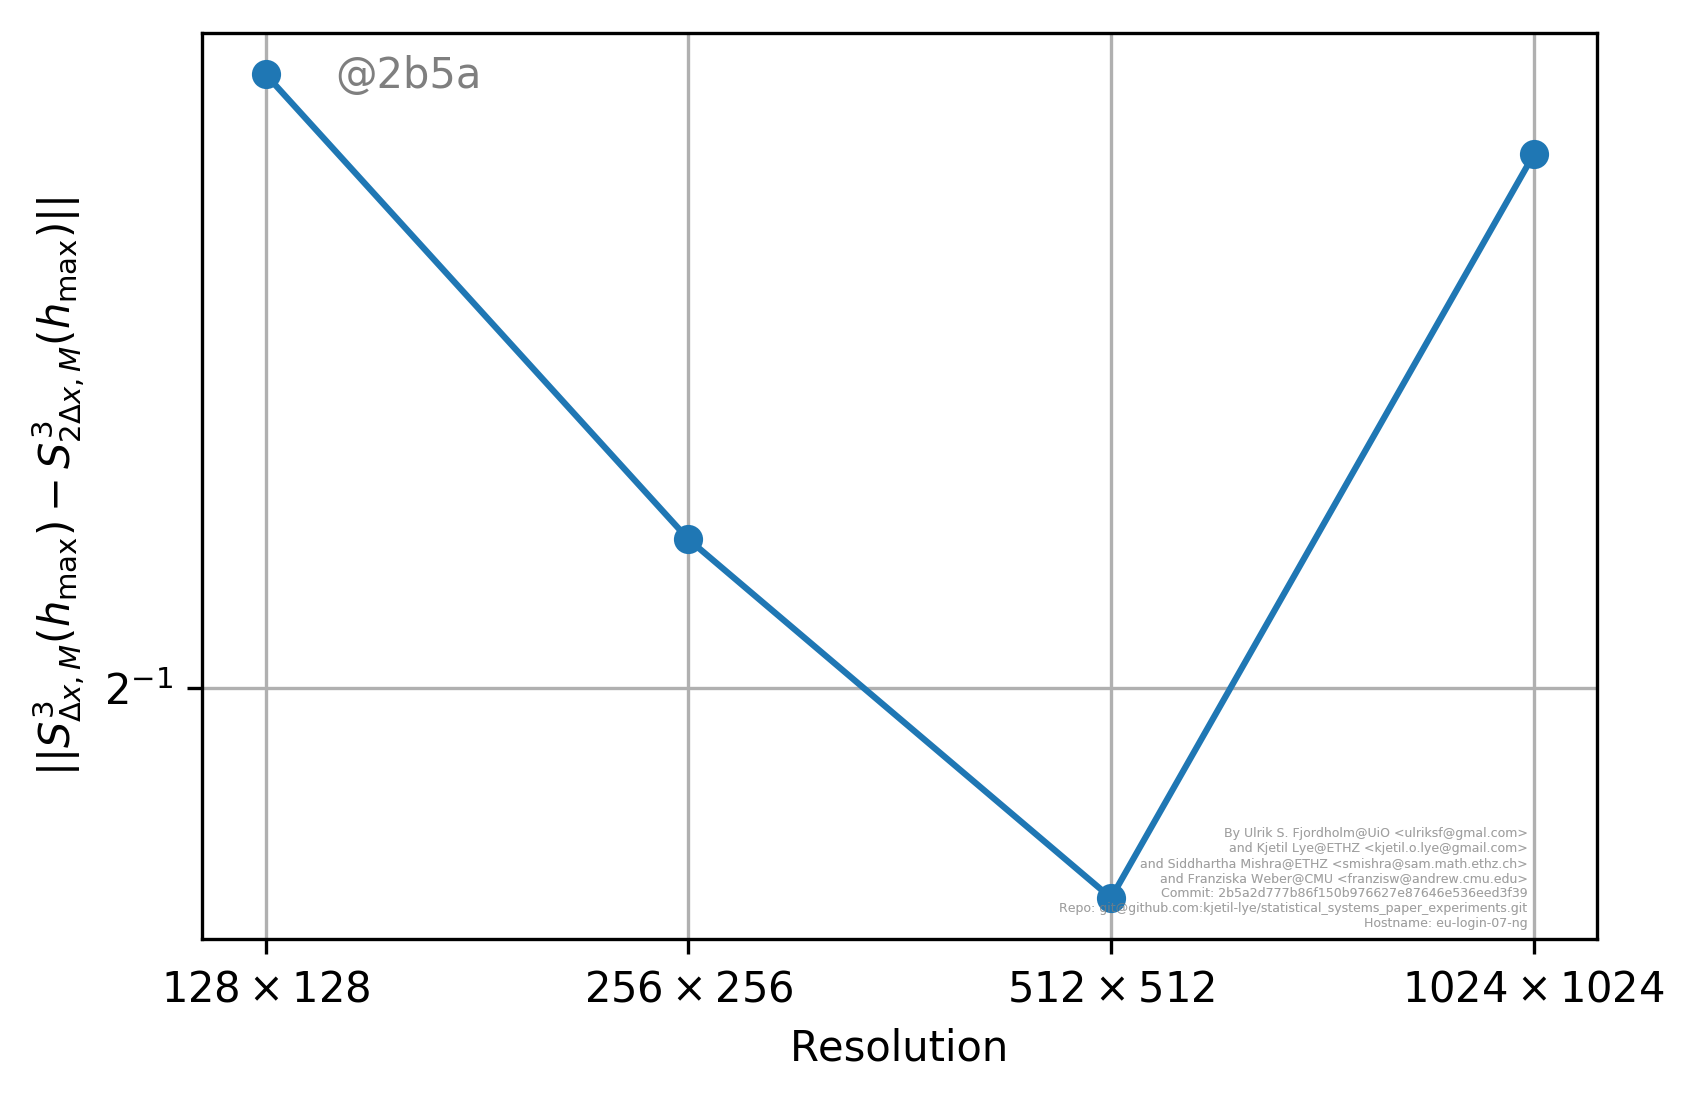 @2b5a
||S³_{Δx,M}(h_max) − S³_{2Δx,M}(h_max)||
2⁻¹
By Ulrik S. Fjordholm@UiO <ulriksf@gmal.com>
and Kjetil Lye@ETHZ <kjetil.o.lye@gmail.com>
and Siddhartha Mishra@ETHZ <smishra@sam.math.ethz.ch>
and Franziska Weber@CMU <franzisw@andrew.cmu.edu>
Commit: 2b5a2d777b86f150b976627e87646e536eed3f39
Repo: git@github.com:kjetil-lye/statistical_systems_paper_experiments.git
Hostname: eu-login-07-ng
128 × 128 256 × 256 512 × 512 1024 × 1024
Resolution